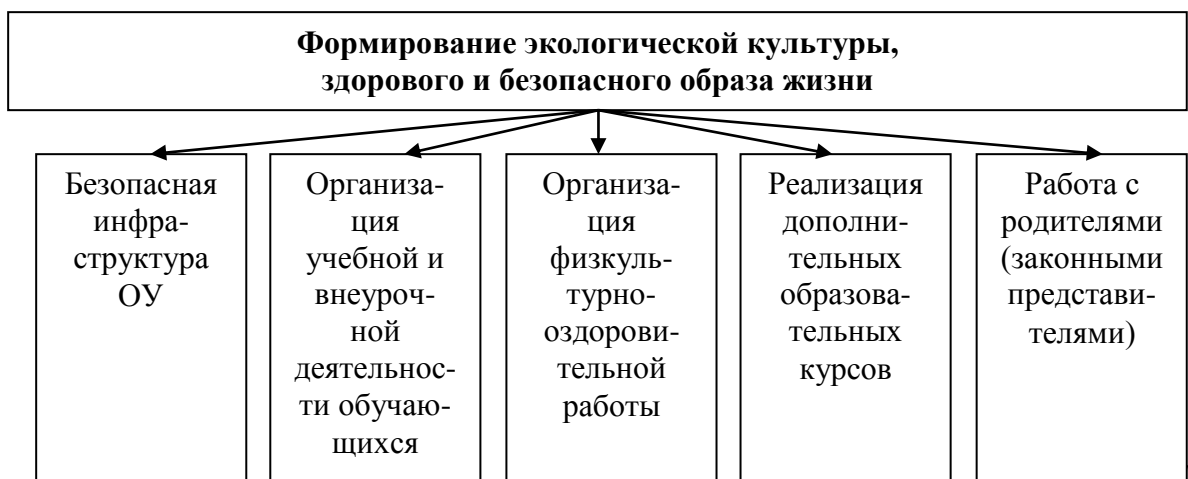 Формирование экологической культуры,
здорового и безопасного образа жизни
Безопасная
инфра-
структура
ОУ
Организа-
ция
учебной и
внеуроч-
ной
деятельнос-
ти обучаю-
щихся
Организа-
ция
физкуль-
турно-
оздорови-
тельной
работы
Реализация
дополни-
тельных
образова-
тельных
курсов
Работа с
родителями
(законными
представи-
телями)